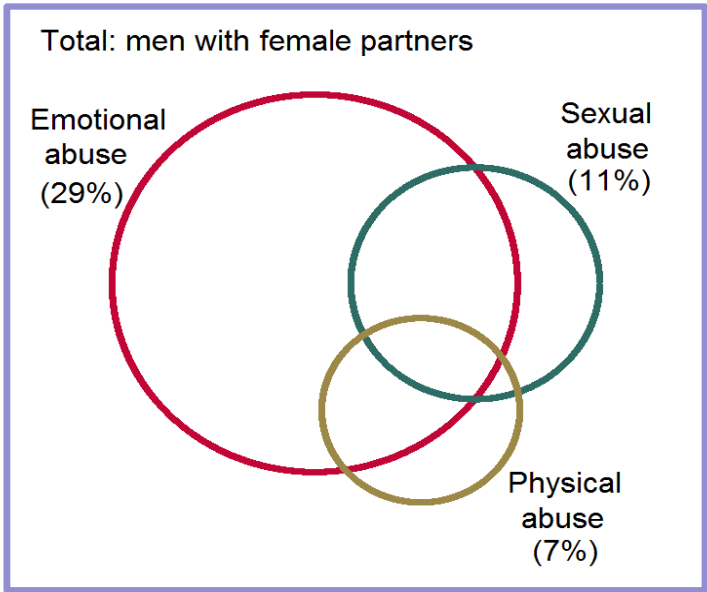 Total: men with female partners
Emotional
abuse
(29%)
Sexual
abuse
(11%)
Physical
abuse
(7%)